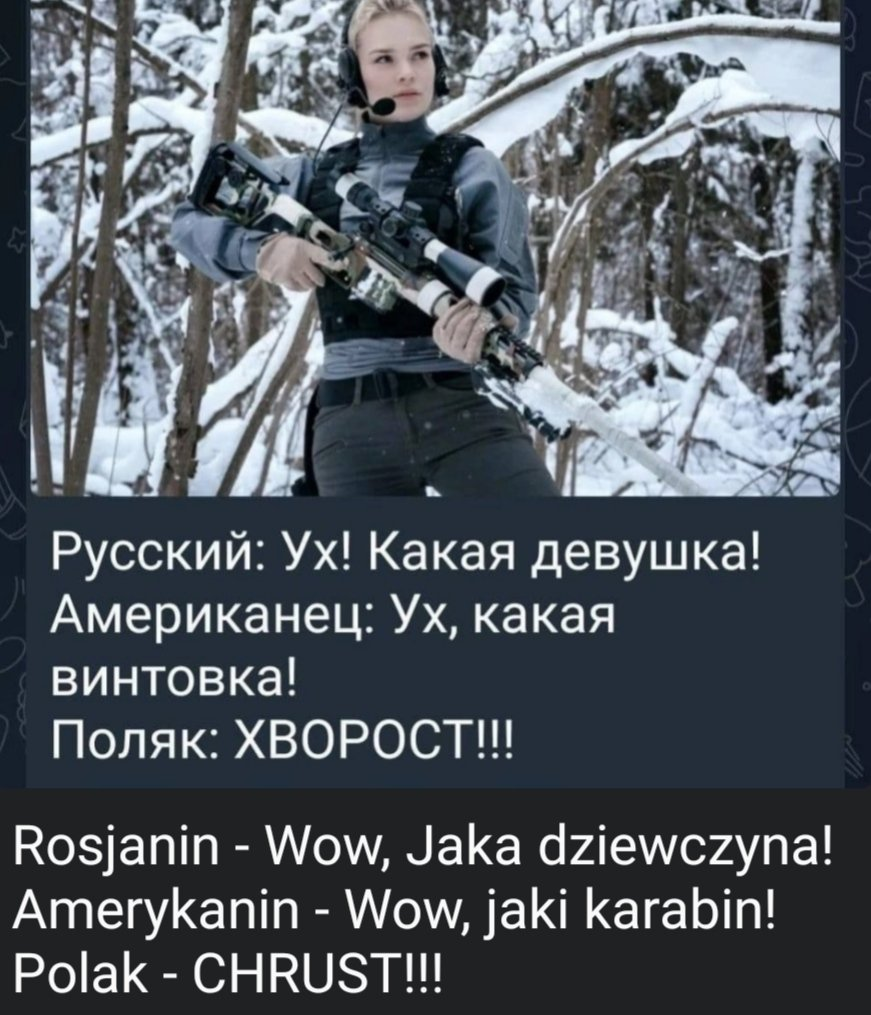 Русский: Ух! Какая девушка!
Американец: Ух, какая
винтовка!
Поляк: ХВОРОСТ!!!
Rosjanin - Wow, Jaka dziewczyna!
Amerykanin - Wow, jaki karabin!
Polak - CHRUST!!!